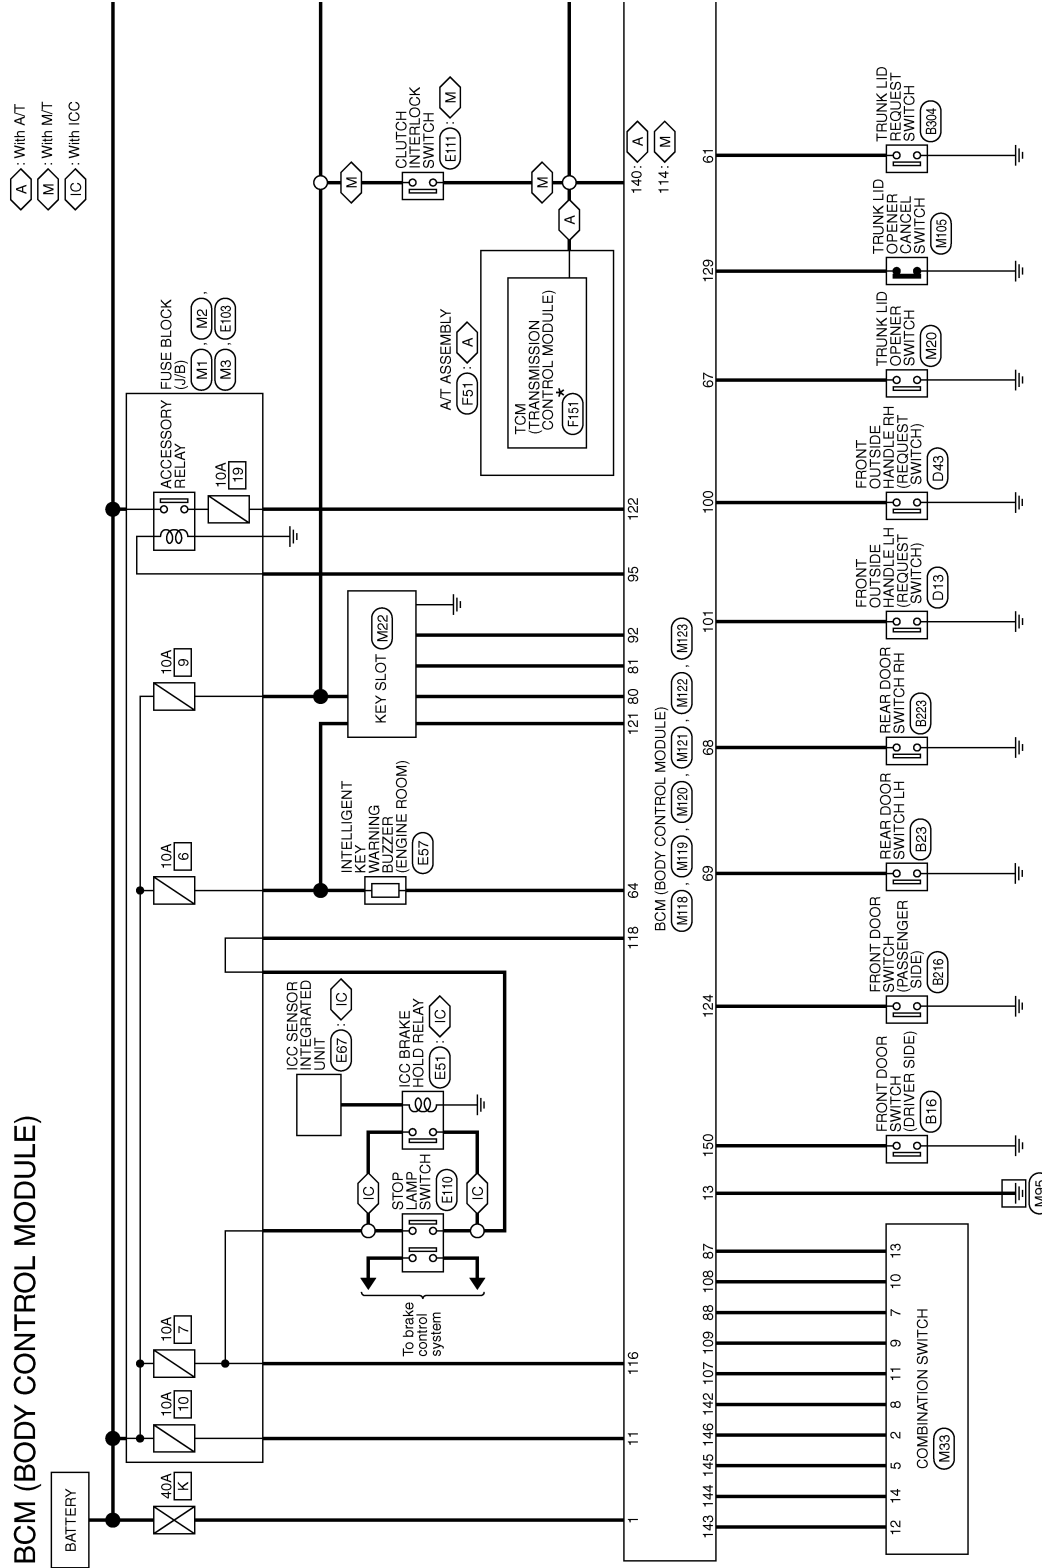 BCM (BODY CONTROL MODULE)
A : With A/T
M : With M/T
IC : With ICC
BATTERY
40A
K
10A
10
10A
7
10A
6
10A
9
ACCESSORY
RELAY
10A
19
FUSE BLOCK
(J/B)
M1 , M2 ,
M3 , E103
To brake
control
system
STOP
LAMP
SWITCH
E110
IC
IC
ICC SENSOR
INTEGRATED
UNIT
E67 : IC
ICC BRAKE
HOLD RELAY
E51 : IC
INTELLIGENT
KEY
WARNING
BUZZER
(ENGINE ROOM)
E57
KEY SLOT M22
A/T ASSEMBLY
F51 : A
TCM
(TRANSMISSION
CONTROL MODULE)
F151 *
A
M
M
CLUTCH
INTERLOCK
SWITCH
E111 : M
1
11
116
118
64
121
80
81
92
95
122
140: A
114: M
BCM (BODY CONTROL MODULE)
M118 , M119 , M120 , M121 , M122 , M123
143
144
145
146
142
107
109
88
108
87
13
150
124
69
68
101
100
67
129
61
12
14
5
2
8
11
9
7
10
13
COMBINATION SWITCH
M33
M95
FRONT DOOR
SWITCH
(DRIVER SIDE)
B16
FRONT DOOR
SWITCH
(PASSENGER
SIDE)
B216
REAR DOOR
SWITCH LH
B23
REAR DOOR
SWITCH RH
B223
FRONT
OUTSIDE
HANDLE LH
(REQUEST
SWITCH)
D13
FRONT
OUTSIDE
HANDLE RH
(REQUEST
SWITCH)
D43
TRUNK LID
OPENER
SWITCH
M20
TRUNK LID
OPENER
CANCEL
SWITCH
M105
TRUNK LID
REQUEST
SWITCH
B304